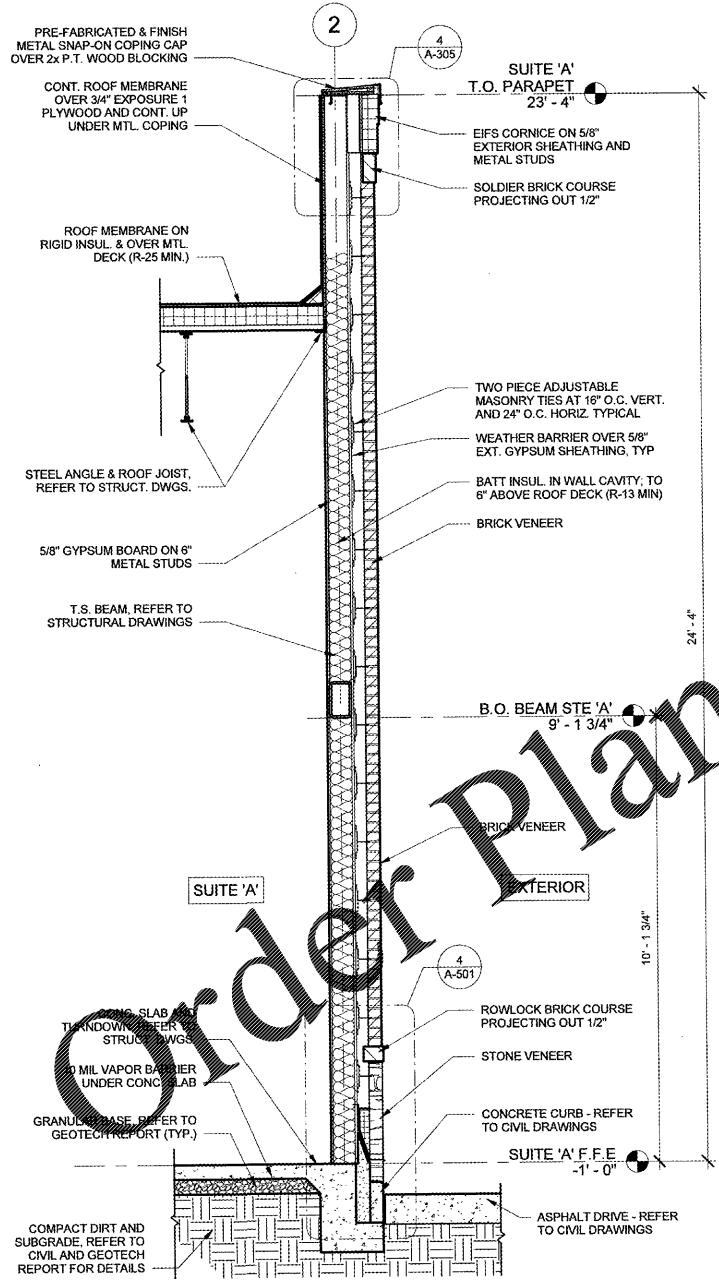 PRE-FABRICATED & FINISH
METAL SNAP-ON COPING CAP
OVER 2x P.T. WOOD BLOCKING
2
4
A-305
SUITE 'A'
T.O. PARAPET
23' - 4"
CONT. ROOF MEMBRANE
OVER 3/4" EXPOSURE 1
PLYWOOD AND CONT. UP
UNDER MTL. COPING
EIFS CORNICE ON 5/8"
EXTERIOR SHEATHING AND
METAL STUDS
SOLDIER BRICK COURSE
PROJECTING OUT 1/2"
ROOF MEMBRANE ON
RIGID INSUL. & OVER MTL.
DECK (R-25 MIN.)
TWO PIECE ADJUSTABLE
MASONRY TIES AT 16" O.C. VERT.
AND 24" O.C. HORIZ. TYPICAL
WEATHER BARRIER OVER 5/8"
EXT. GYPSUM SHEATHING, TYP
STEEL ANGLE & ROOF JOIST,
REFER TO STRUCT. DWGS.
BATT INSUL. IN WALL CAVITY; TO
6" ABOVE ROOF DECK (R-13 MIN)
BRICK VENEER
5/8" GYPSUM BOARD ON 6"
METAL STUDS
T.S. BEAM, REFER TO
STRUCTURAL DRAWINGS
24' - 4"
B.O. BEAM STE 'A'
9' - 1 3/4"
BRICK VENEER
SUITE 'A'
EXTERIOR
10' - 1 3/4"
4
A-501
Order Plan
CONC. SLAB AND
TURNDOWN, REFER TO
STRUCT. DWGS.
ROWLOCK BRICK COURSE
PROJECTING OUT 1/2"
STONE VENEER
10 MIL VAPOR BARRIER
UNDER CONC. SLAB
GRANULAR BASE, REFER TO
GEOTECH REPORT (TYP.)
CONCRETE CURB - REFER
TO CIVIL DRAWINGS
SUITE 'A' F.F.E
-1' - 0"
COMPACT DIRT AND
SUBGRADE, REFER TO
CIVIL AND GEOTECH
REPORT FOR DETAILS
ASPHALT DRIVE - REFER
TO CIVIL DRAWINGS